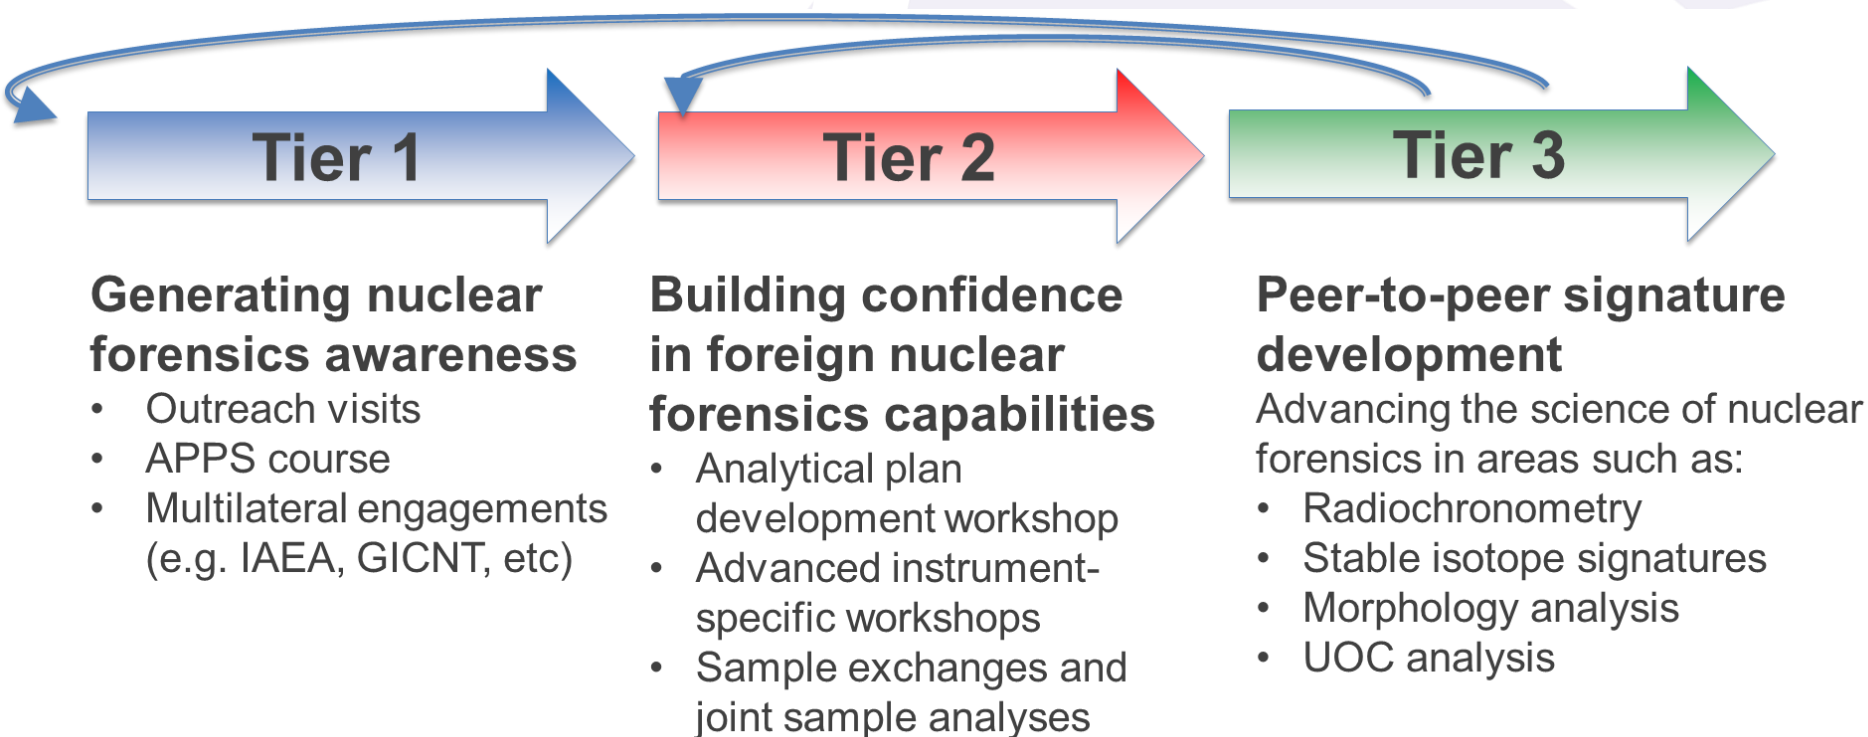 Tier 1
Tier 2
Tier 3
Generating nuclear
forensics awareness
• Outreach visits
• APPS course
• Multilateral engagements
(e.g. IAEA, GICNT, etc)
Building confidence
in foreign nuclear
forensics capabilities
• Analytical plan
development workshop
• Advanced instrument-
specific workshops
• Sample exchanges and
joint sample analyses
Peer-to-peer signature
development
Advancing the science of nuclear
forensics in areas such as:
• Radiochronometry
• Stable isotope signatures
• Morphology analysis
• UOC analysis